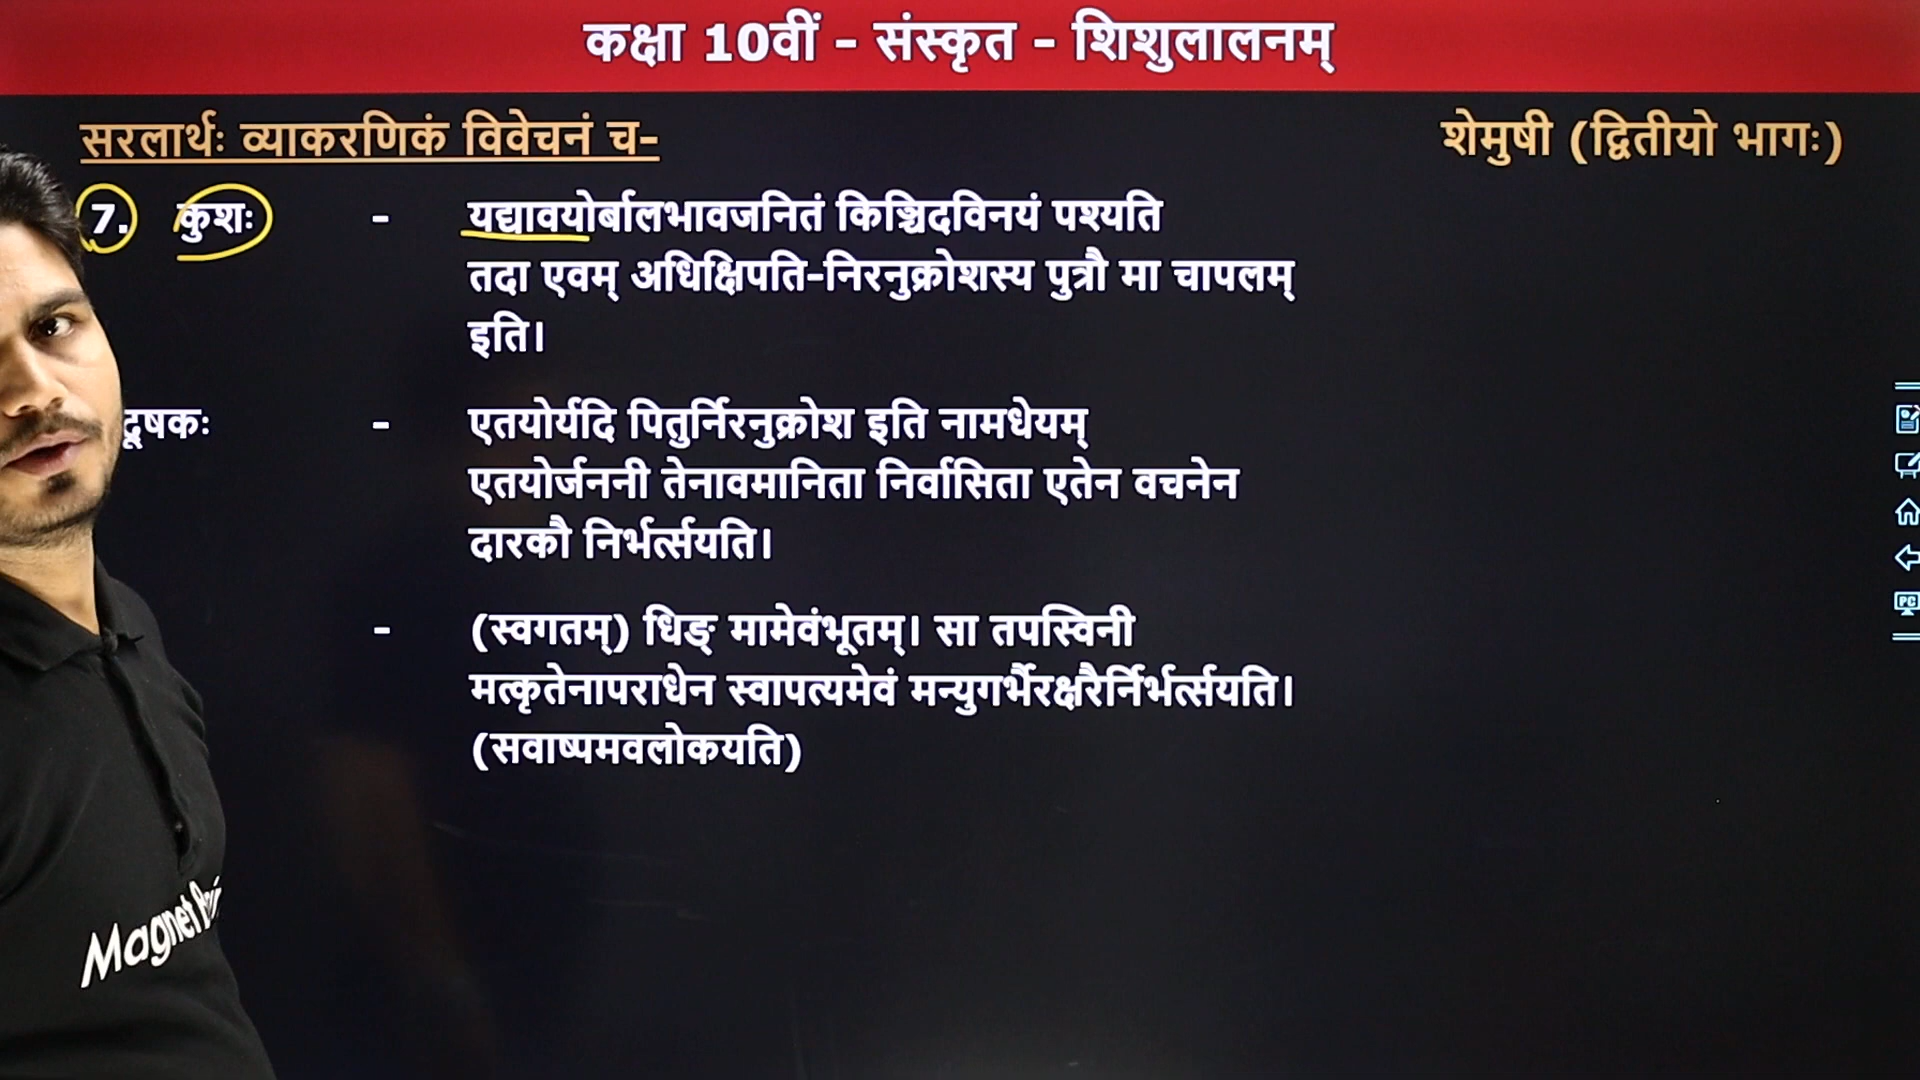 कक्षा 10वीं - संस्कृत - शिशुलालनम्
सरलार्थः व्याकरणिकं विवेचनं च-
शेमुषी (द्वितीयो भागः)
7. कुशः - यद्यावयोर्बालभावजनितं किञ्चिदविनयं पश्यति
तदा एवम् अधिक्षिपति-निरनुक्रोशस्य पुत्रौ मा चापलम्
इति।
दूषकः - एतयोर्यदि पितुर्निरनुक्रोश इति नामधेयम्
एतयोर्जननी तेनावमानिता निर्वासिता एतेन वचनेन
दारकौ निर्भर्त्सयति।
- (स्वगतम्) धिङ् मामेवंभूतम्। सा तपस्विनी
मत्कृतेनापराधेन स्वापत्यमेवं मन्युगर्भैरक्षरैर्निर्भर्त्सयति।
(सवाष्पमवलोकयति)
PC
Magnet